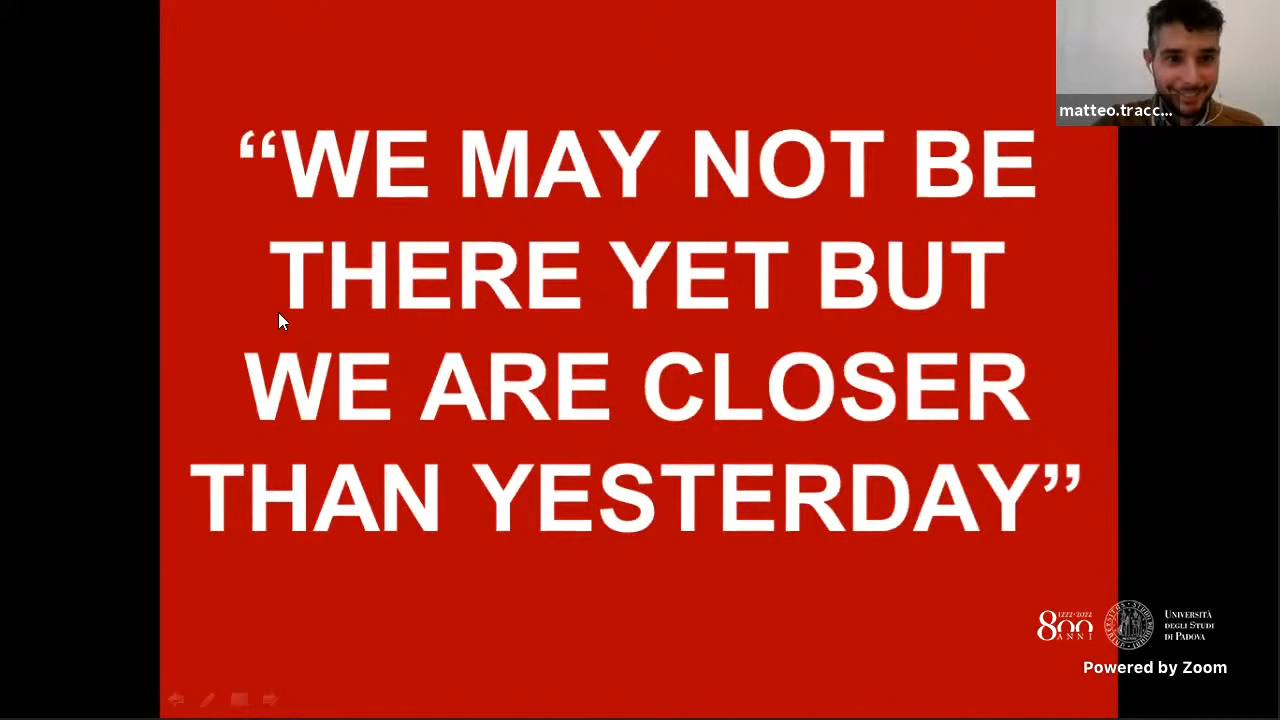 “WE MAY NOT BE
THERE YET BUT
WE ARE CLOSER
THAN YESTERDAY”
matteo.tracc...
1222•2022
800
ANNI
UNIVERSITÀ
DEGLI STUDI
DI PADOVA
Powered by Zoom